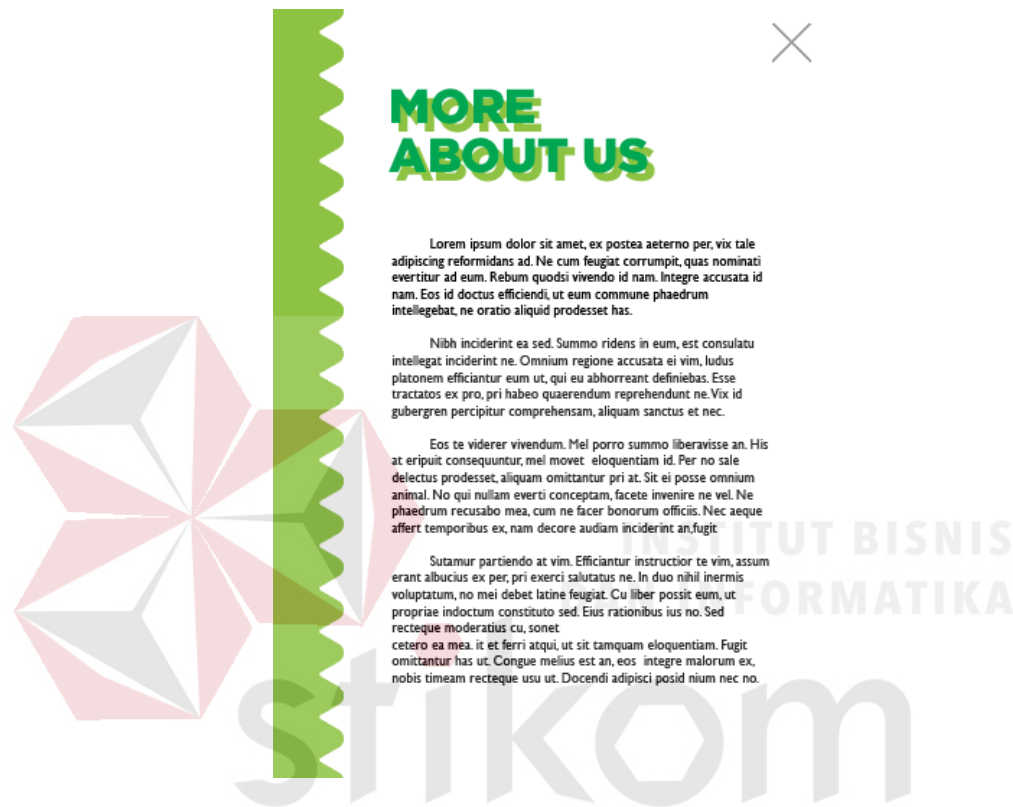 MORE
ABOUT US
Lorem ipsum dolor sit amet, ex postea aeterno per, vix tale
adipiscing reformidans ad. Ne cum feugiat corrumpit, quas nominati
evertitur ad eum. Rebum quodsi vivendo id nam. Integre accusata id
nam. Eos id doctus efficiendi, ut eum commune phaedrum
intellegebat, ne oratio aliquid prodesset has.
Nibh inciderint ea sed. Summo ridens in eum, est consulatu
intellegat inciderint ne. Omnium regione accusata ei vim, ludus
platonem efficiantur eum ut, qui eu abhorreant definiebas. Esse
tractatos ex pro, pri habeo quaerendum reprehendunt ne. Vix id
gubergren percipitur comprehensam, aliquam sanctus et nec.
Eos te viderer vivendum. Mel porro summo liberavisse an. His
at eripuit consequuntur, mel movet eloquentiam id. Per no sale
delectus prodesset, aliquam omittantur pri at. Sit ei posse omnium
animal. No qui nullam everti conceptam, facete invenire ne vel. Ne
phaedrum recusabo mea, cum ne facer bonorum officiis. Nec aeque
affert temporibus ex, nam decore audiam inciderint an,fugit
Sutamur partiendo at vim. Efficiantur instructior te vim, assum
erant albucius ex per, pri exerci salutatus ne. In duo nihil inermis
voluptatum, no mei debet latine feugiat. Cu liber possit eum, ut
propriae indoctum constituto sed. Eius rationibus ius no. Sed
recteque moderatius cu, sonet
cetero ea mea. it et ferri atqui, ut sit tamquam eloquentiam. Fugit
omittantur has ut. Congue melius est an, eos integre malorum ex,
nobis timeam recteque usu ut. Docendi adipisci posid nium nec no.
INSTITUT BISNIS
INFORMATIKA
stikom